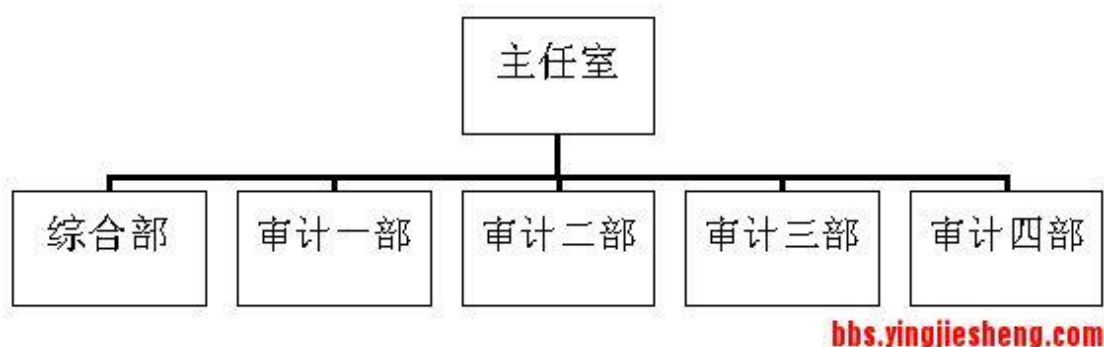 主任室
综合部
审计一部
审计二部
审计三部
审计四部
bbs.yingjiesheng.com